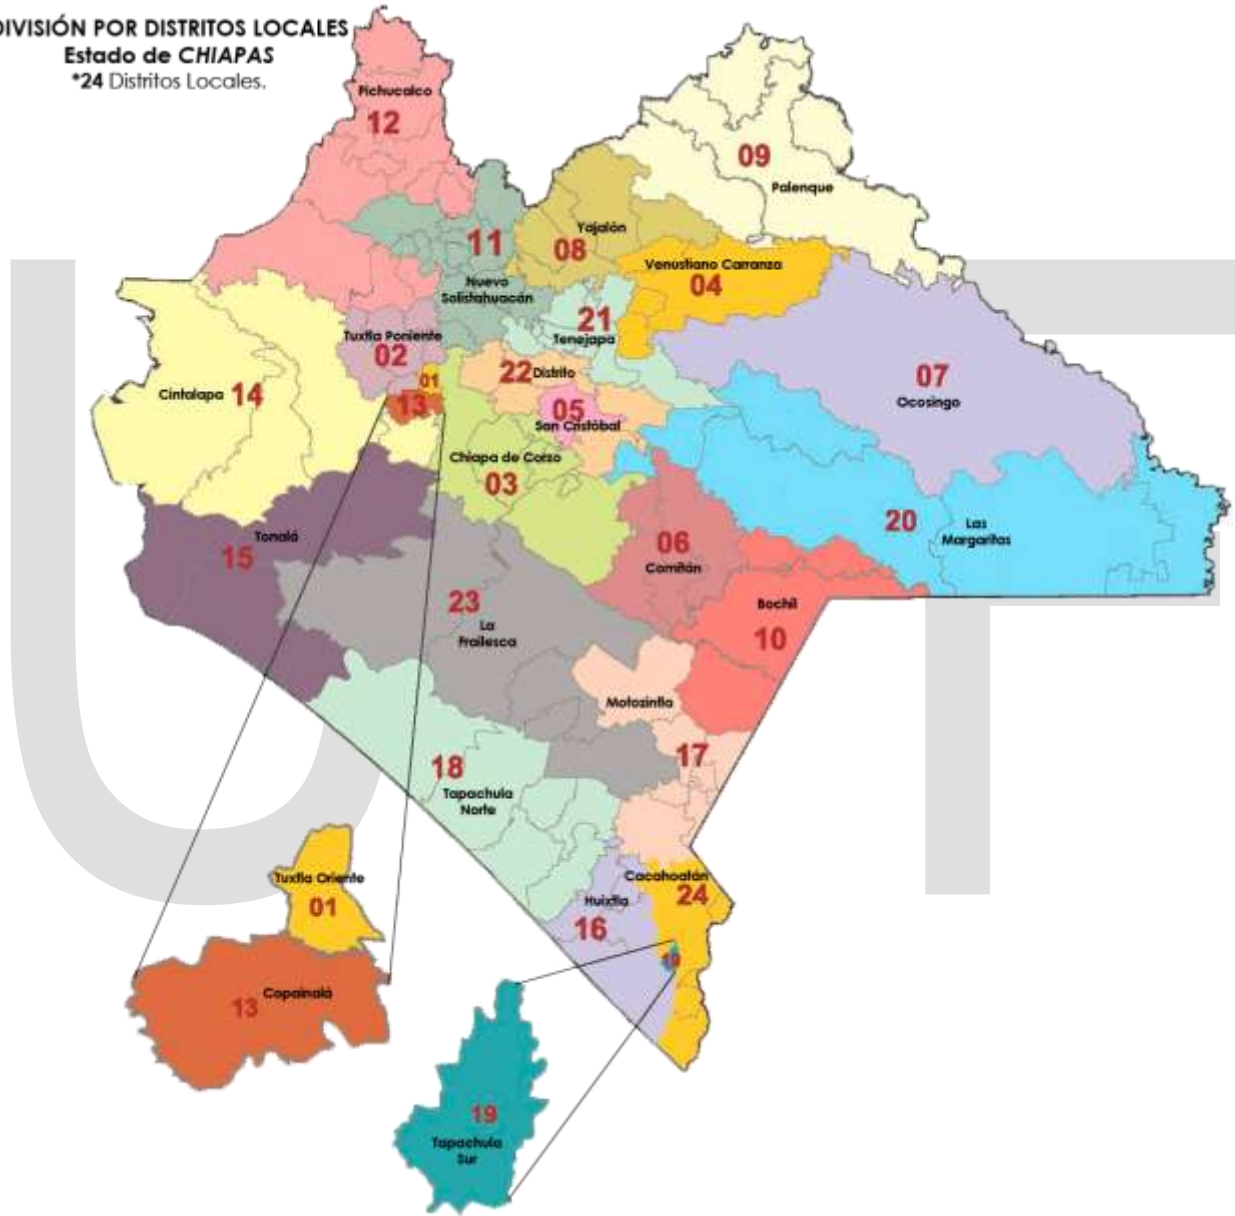 DIVISIÓN POR DISTRITOS LOCALES
Estado de CHIAPAS
*24 Distritos Locales.
Pichucalco
12
09
Palenque
11
Nuevo
Solistahuacán
Yajalón
08
Venustiano Carranza
04
21
Tenejapa
Tuxtla Poniente
02
01
13
22 Distrito
05
San Cristóbal
07
Ocosingo
Cintalapa 14
Chiapa de Corzo
03
Tonalá
15
06
Comitán
20
Las
Margaritas
23
La
Frailesca
Bochil
10
Motozintla
17
18
Tapachula
Norte
Cacahoatán
24
Huixtla
16
19
Tuxtla Oriente
01
Copainalá
13
19
Tapachula
Sur
UT